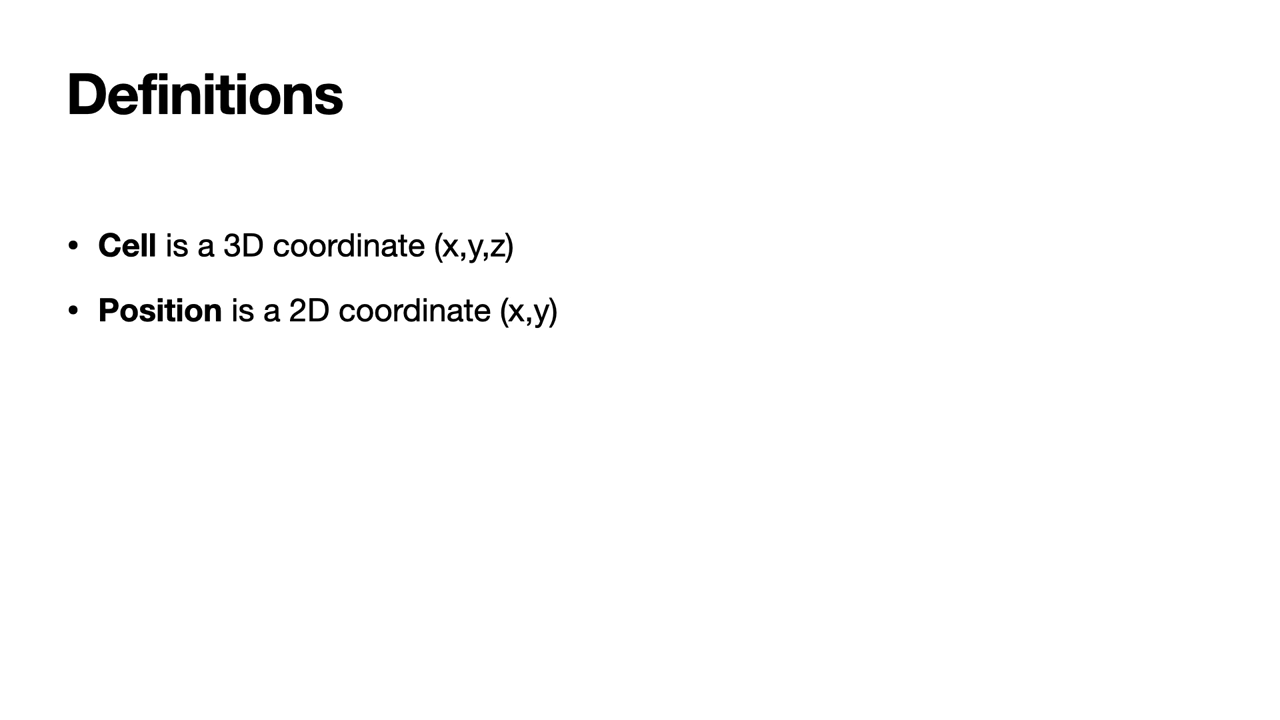 Definitions
• Cell is a 3D coordinate (x,y,z)
• Position is a 2D coordinate (x,y)